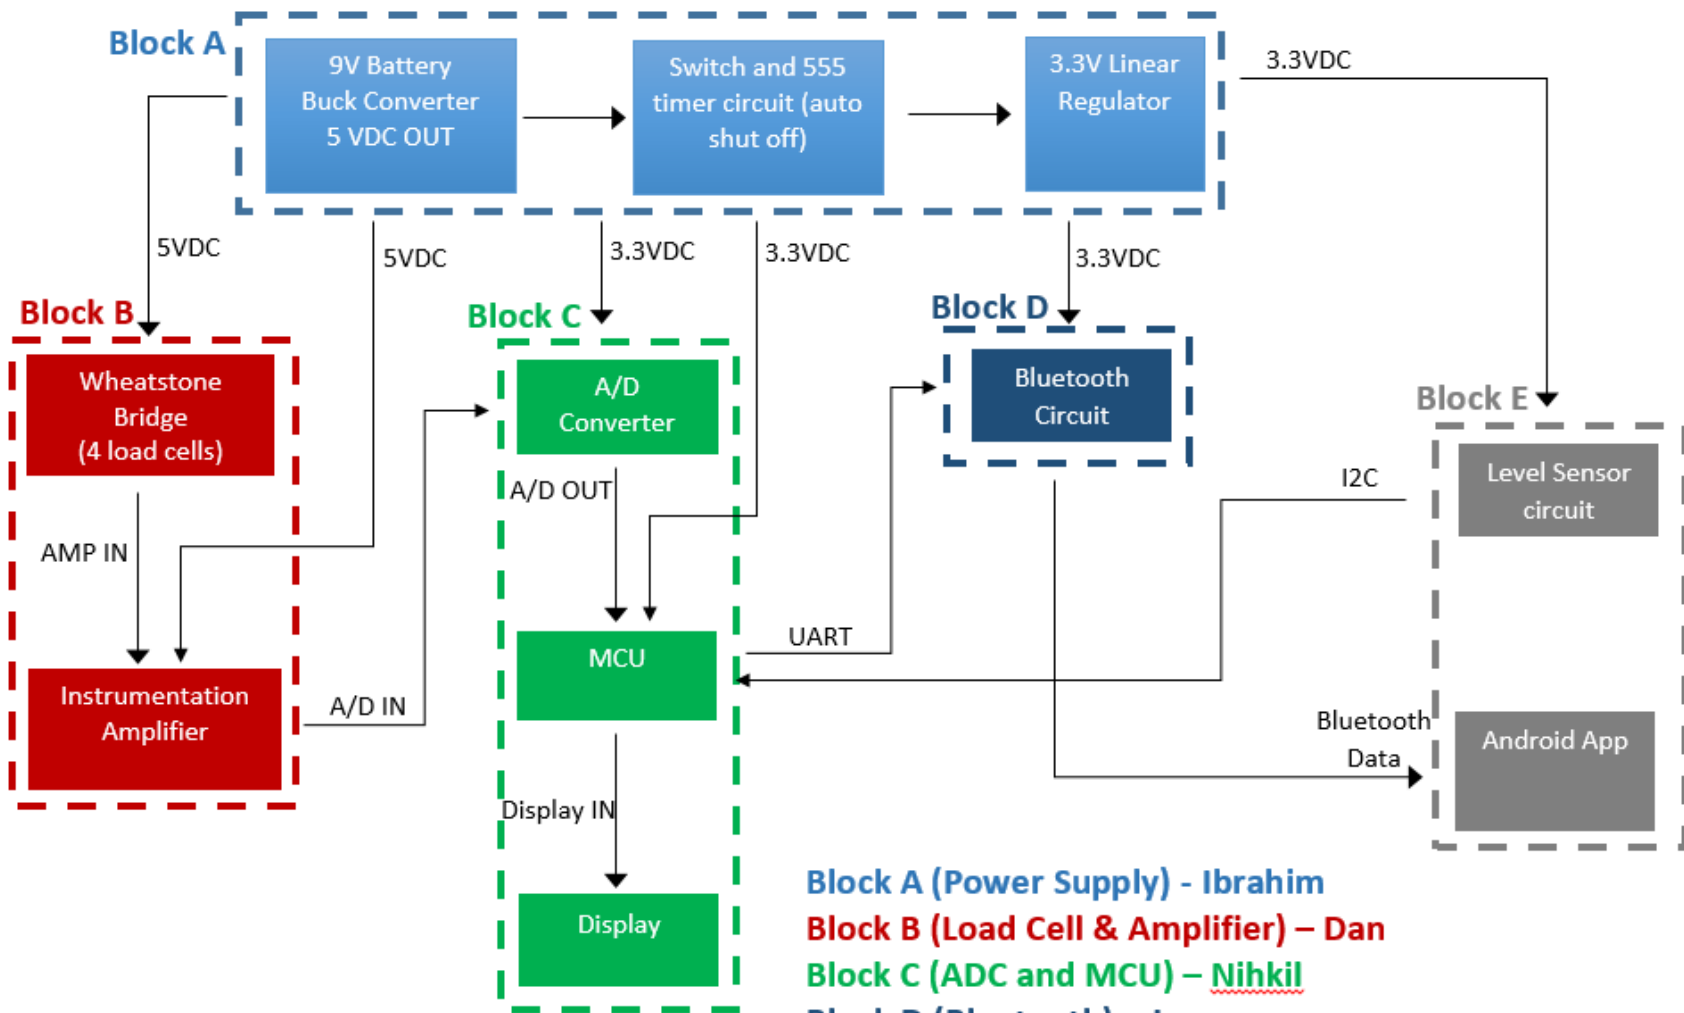 Block A
9V Battery
Buck Converter
5 VDC OUT
Switch and 555
timer circuit (auto
shut off)
3.3V Linear
Regulator
3.3VDC
5VDC
5VDC
3.3VDC
3.3VDC
3.3VDC
Block B
Wheatstone
Bridge
(4 load cells)
AMP IN
Instrumentation
Amplifier
A/D IN
Block C
A/D
Converter
A/D OUT
MCU
Display IN
Display
UART
Block D
Bluetooth
Circuit
Block E
Level Sensor
circuit
I2C
Bluetooth
Data
Android App
Block A (Power Supply) - Ibrahim
Block B (Load Cell & Amplifier) – Dan
Block C (ADC and MCU) – Nihkil